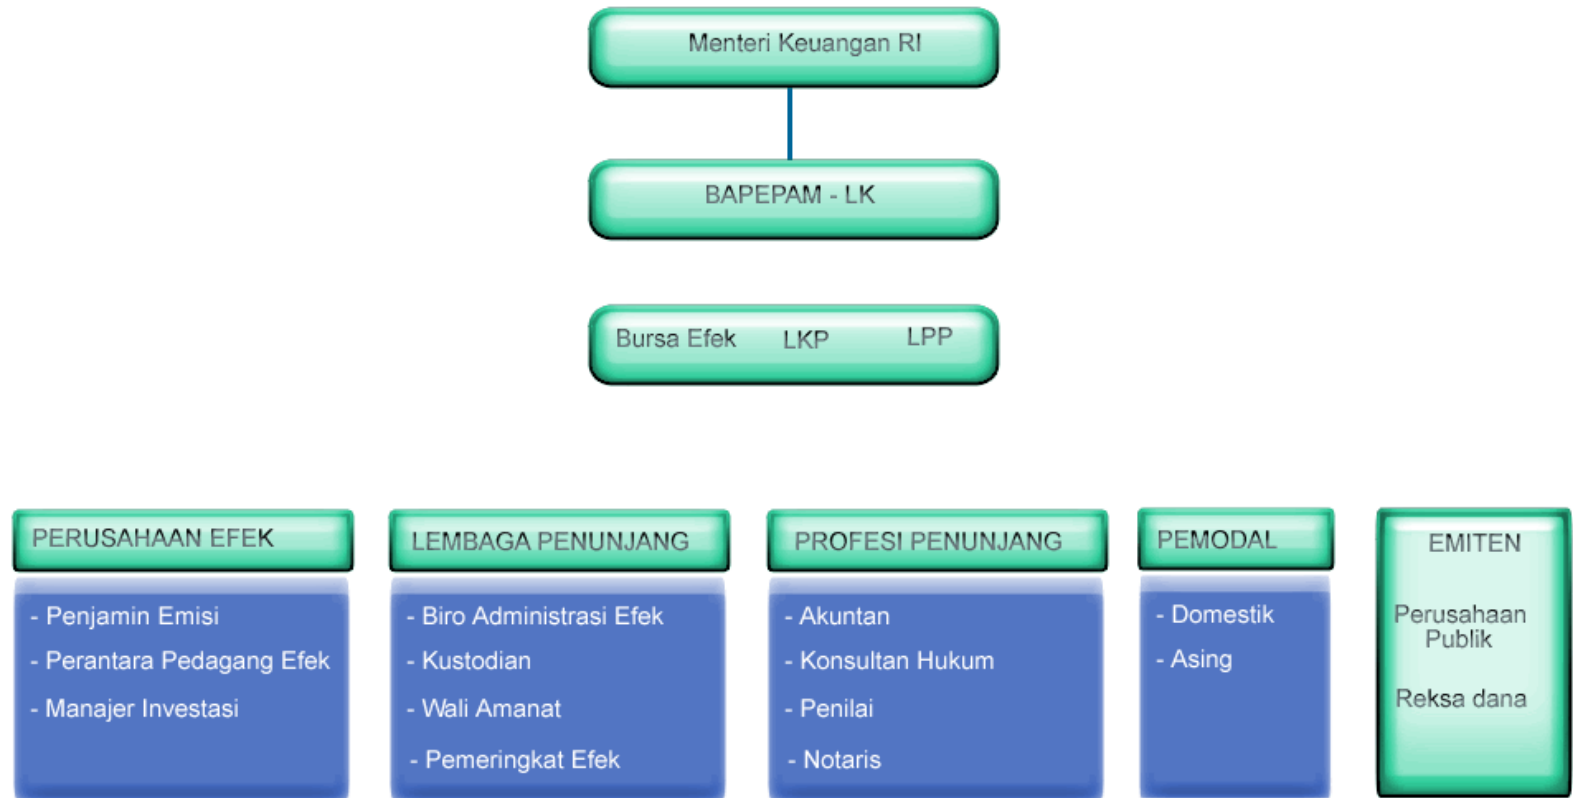 Menteri Keuangan RI
BAPEPAM - LK
Bursa Efek LKP LPP
PERUSAHAAN EFEK
- Penjamin Emisi
- Perantara Pedagang Efek
- Manajer Investasi
LEMBAGA PENUNJANG
- Biro Administrasi Efek
- Kustodian
- Wali Amanat
- Pemeringkat Efek
PROFESI PENUNJANG
- Akuntan
- Konsultan Hukum
- Penilai
- Notaris
PEMODAL
- Domestik
- Asing
EMITEN
Perusahaan
Publik
Reksa dana